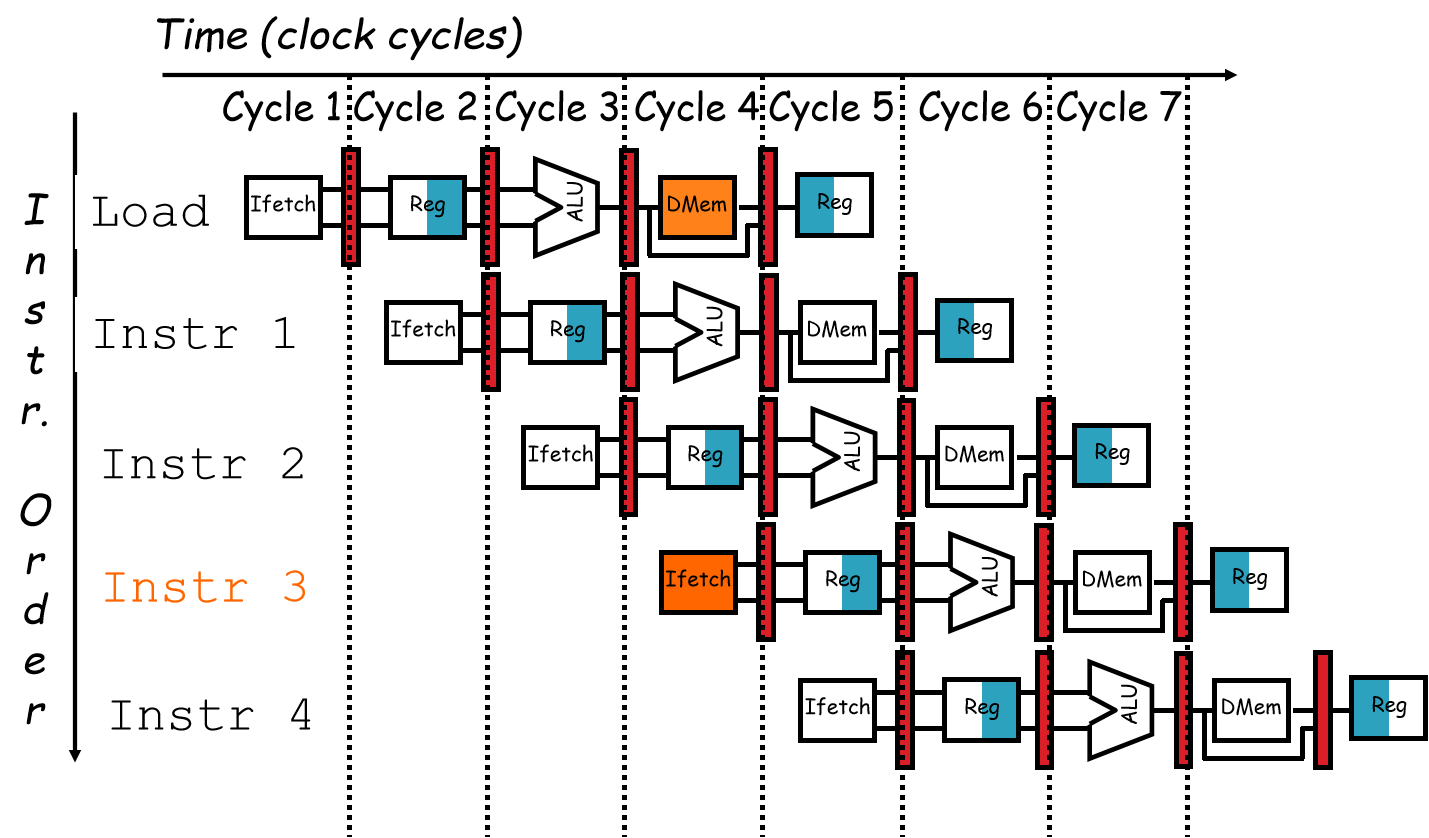 Time (clock cycles)
Cycle 1 Cycle 2 Cycle 3 Cycle 4 Cycle 5 Cycle 6 Cycle 7
Instr. Order
Load Ifetch Reg ALU DMem Reg
Instr 1 Ifetch Reg ALU DMem Reg
Instr 2 Ifetch Reg ALU DMem Reg
Instr 3 Ifetch Reg ALU DMem Reg
Instr 4 Ifetch Reg ALU DMem Reg